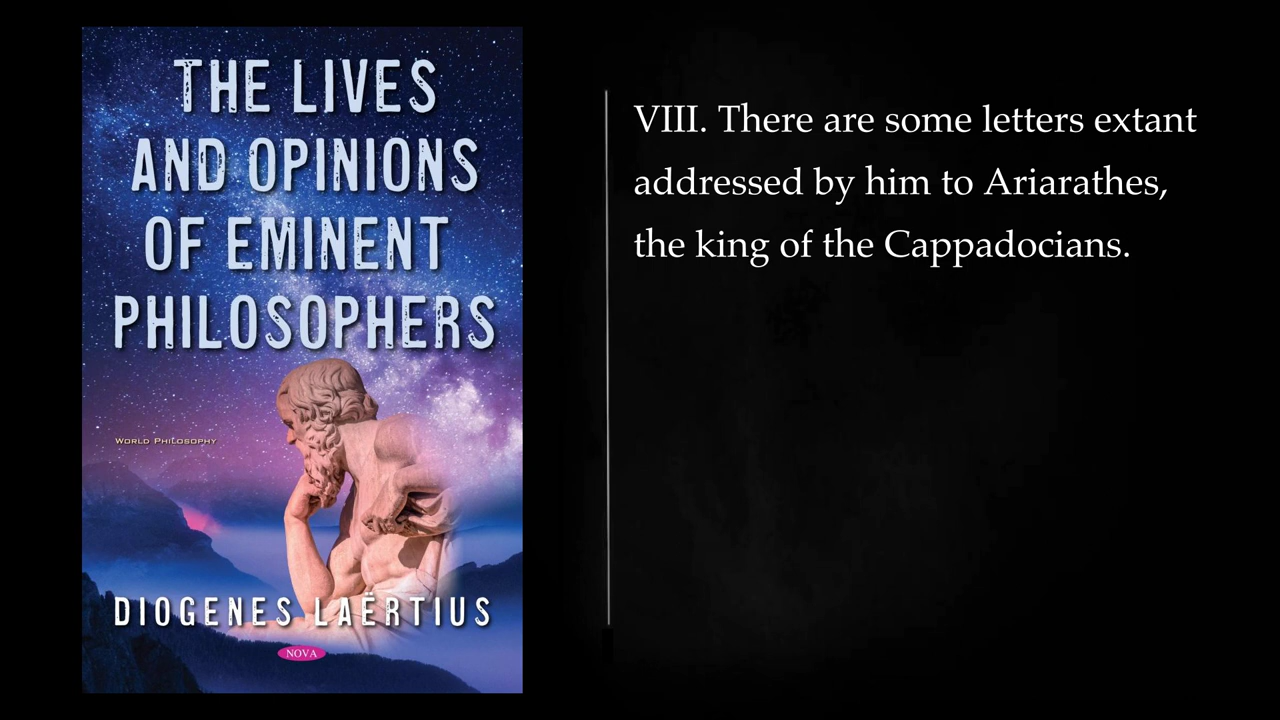 THE LIVES
AND OPINIONS
OF EMINENT
PHILOSOPHERS
WORLD PHILOSOPHY
DIOGENES LAËRTIUS
NOVA
VIII. There are some letters extant
addressed by him to Ariarathes,
the king of the Cappadocians.